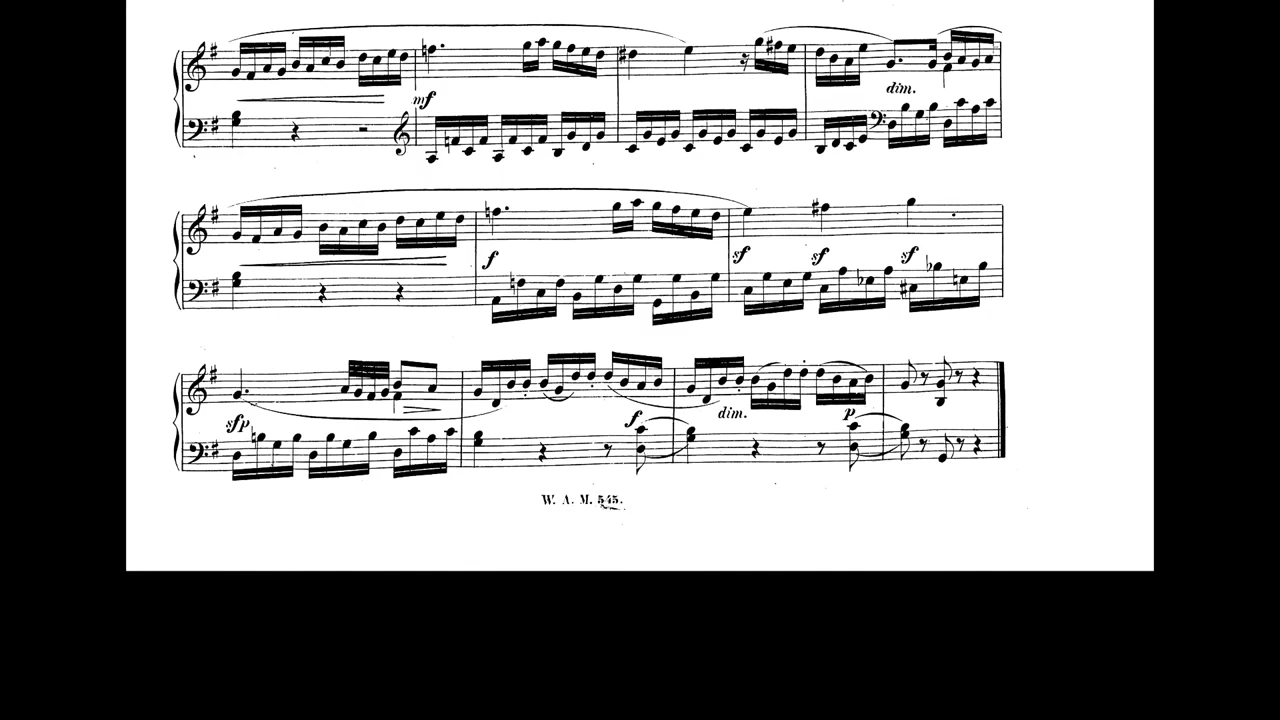 mf dim.
f sf sf sf
sfp f dim. p
W. A. M. 545.